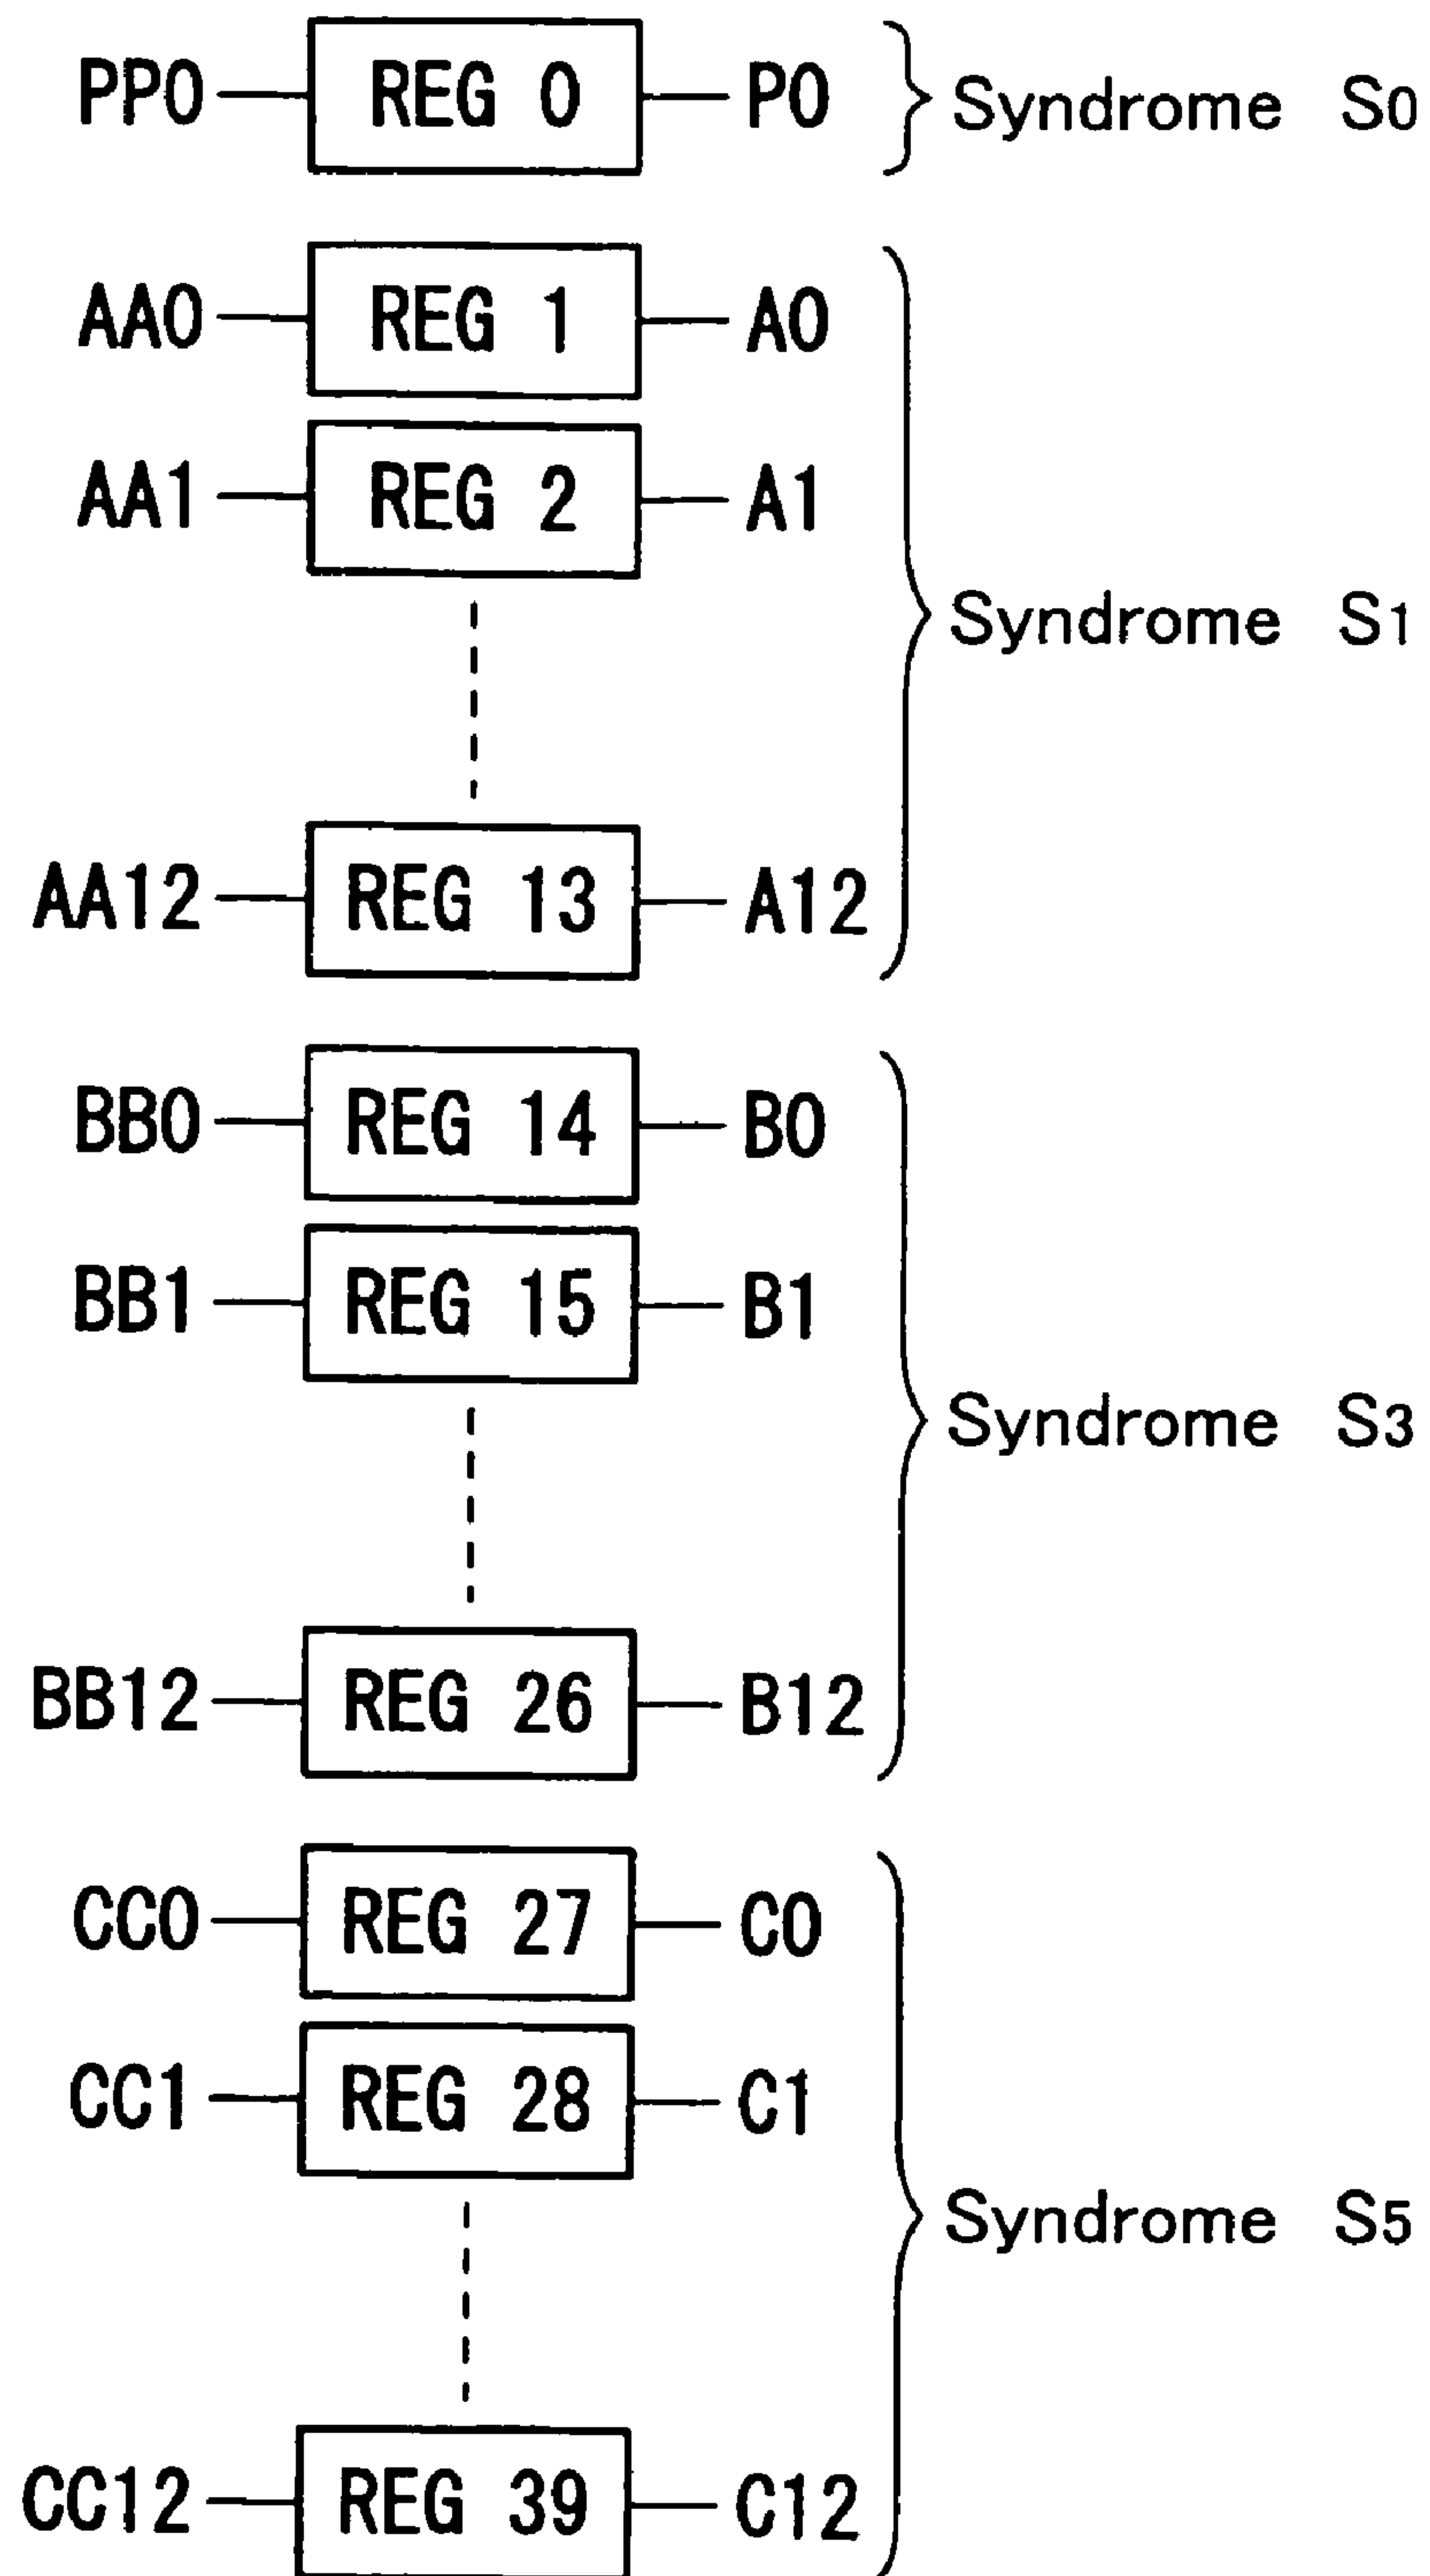 PP0 REG 0 P0 Syndrome S0
AA0 REG 1 A0
AA1 REG 2 A1
Syndrome S1
AA12 REG 13 A12
BB0 REG 14 B0
BB1 REG 15 B1
Syndrome S3
BB12 REG 26 B12
CC0 REG 27 C0
CC1 REG 28 C1
Syndrome S5
CC12 REG 39 C12